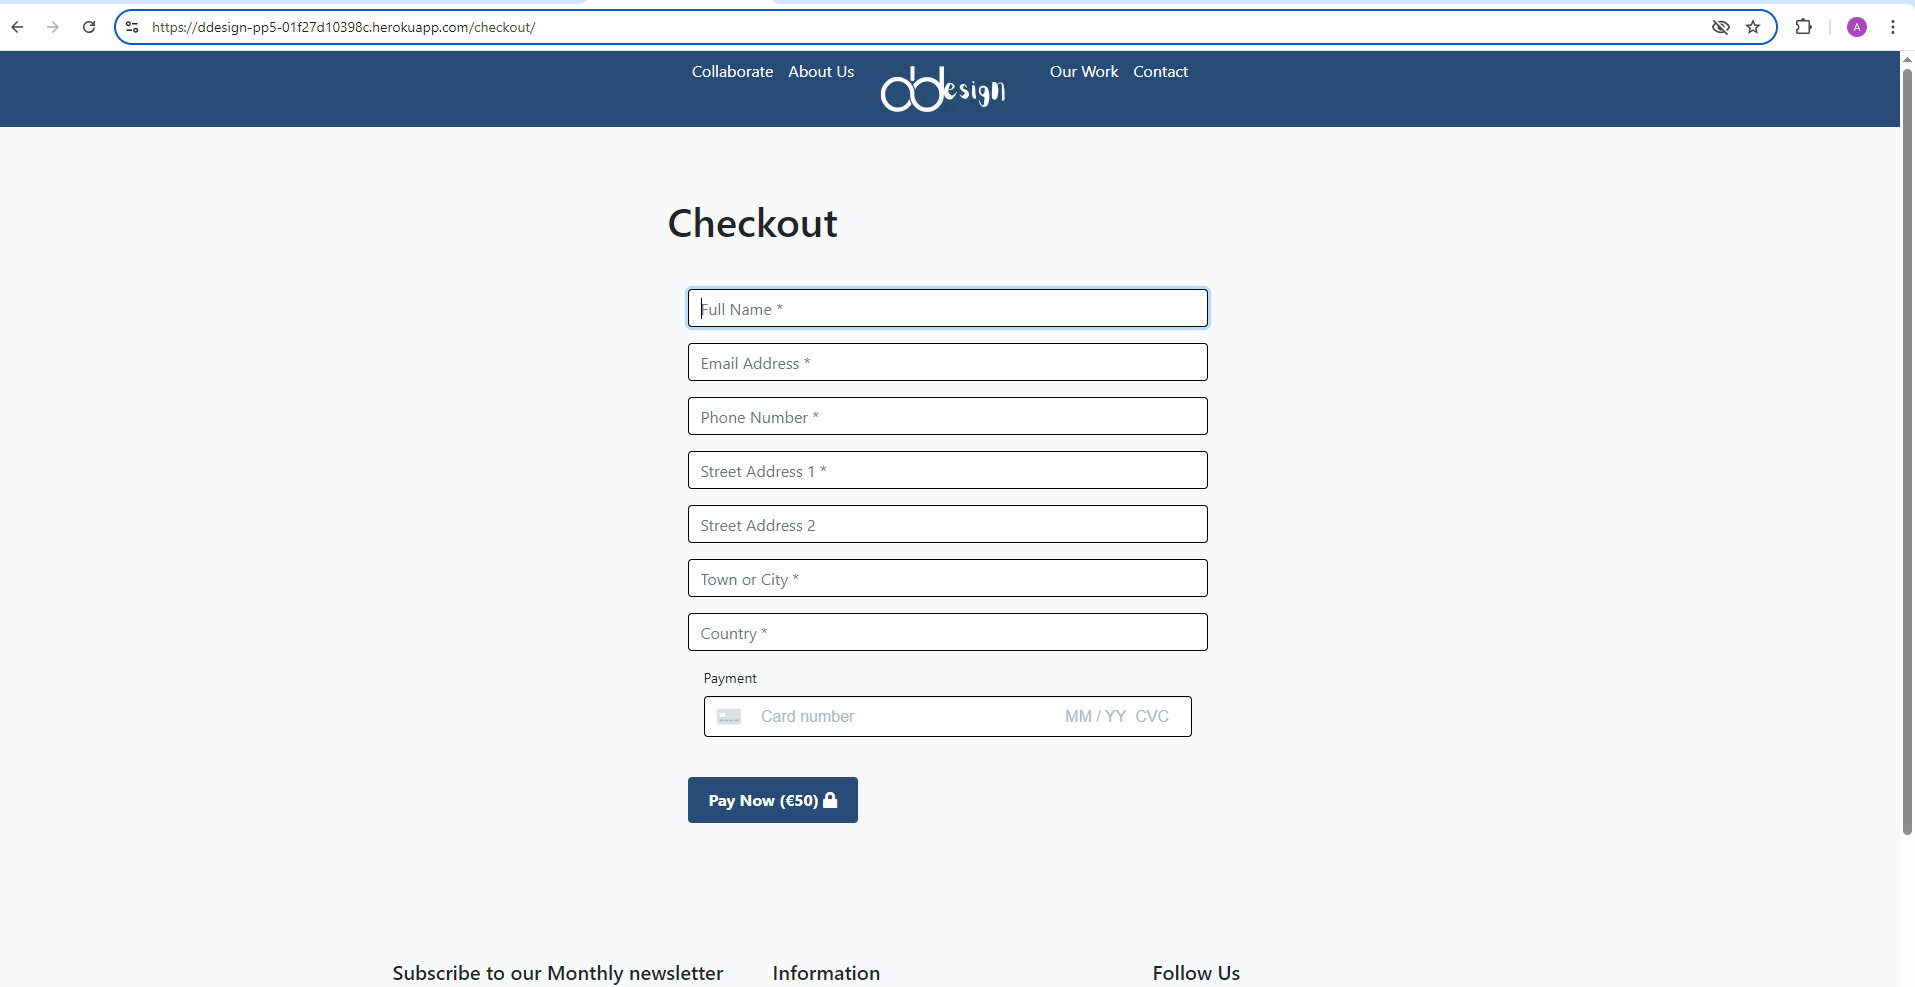 https://ddesign-pp5-01f27d10398c.herokuapp.com/checkout/
A
Collaborate About Us dDesign Our Work Contact
Checkout
Full Name *
Email Address *
Phone Number *
Street Address 1 *
Street Address 2
Town or City *
Country *
Payment
Card number MM / YY CVC
Pay Now (€50)
Subscribe to our Monthly newsletter Information Follow Us